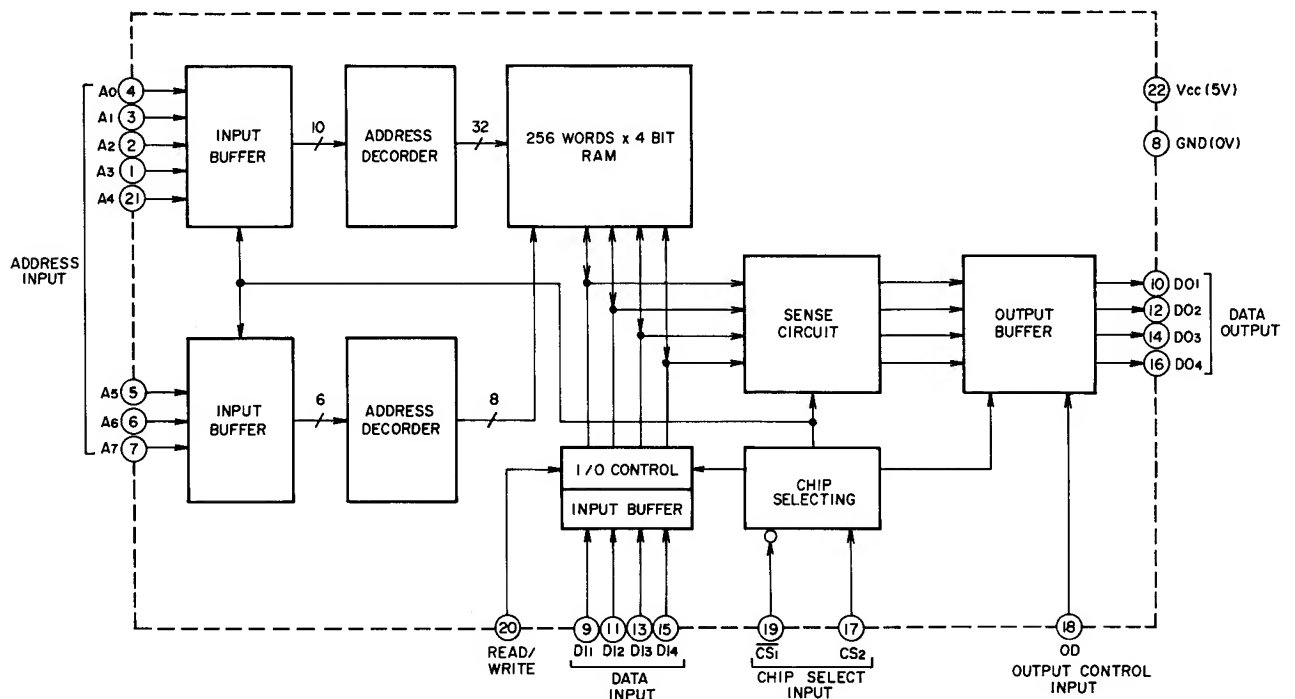 A0 4
A1 3
A2 2
A3 1
A4 21
ADDRESS
INPUT
A5 5
A6 6
A7 7
INPUT
BUFFER
10
ADDRESS
DECORDER
32
256 WORDS x 4 BIT
RAM
22 Vcc (5V)
8 GND (0V)
INPUT
BUFFER
6
ADDRESS
DECORDER
8
SENSE
CIRCUIT
OUTPUT
BUFFER
10 DO1
12 DO2
14 DO3
16 DO4
DATA
OUTPUT
I/O CONTROL
INPUT BUFFER
CHIP
SELECTING
20
READ/
WRITE
9 11 13 15
DI1 DI2 DI3 DI4
DATA
INPUT
19 17
CS1 CS2
CHIP SELECT
INPUT
18
OD
OUTPUT CONTROL
INPUT